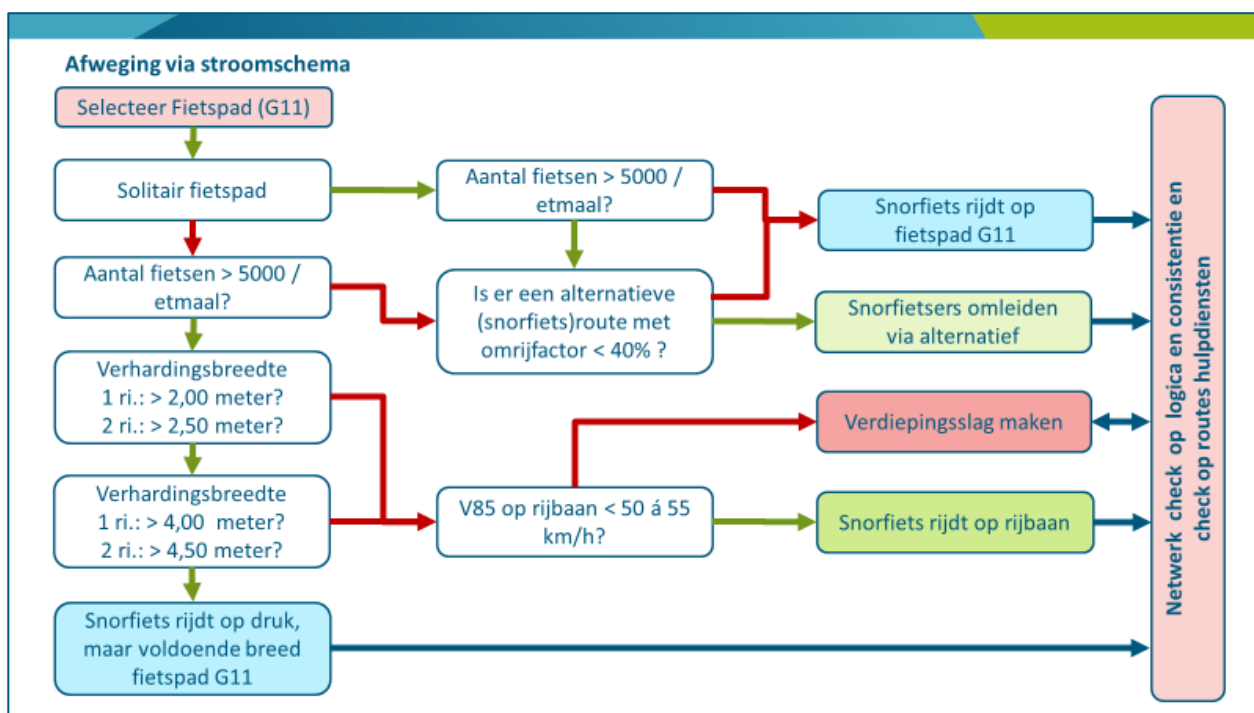 Afweging via stroomschema
Selecteer Fietspad (G11)
Solitair fietspad
Aantal fietsen > 5000 /
etmaal?
Snorfiets rijdt op
fietspad G11
Aantal fietsen > 5000 /
etmaal?
Is er een alternatieve
(snorfiets)route met
omrijfactor < 40% ?
Snorfietsers omleiden
via alternatief
Verhardingsbreedte
1 ri.: > 2,00 meter?
2 ri.: > 2,50 meter?
Verdiepingsslag maken
Verhardingsbreedte
1 ri.: > 4,00  meter?
2 ri.: > 4,50 meter?
V85 op rijbaan < 50 á 55
km/h?
Snorfiets rijdt op rijbaan
Snorfiets rijdt op druk,
maar voldoende breed
fietspad G11
Netwerk  check op  logica en consistentie en
check op routes hulpdiensten